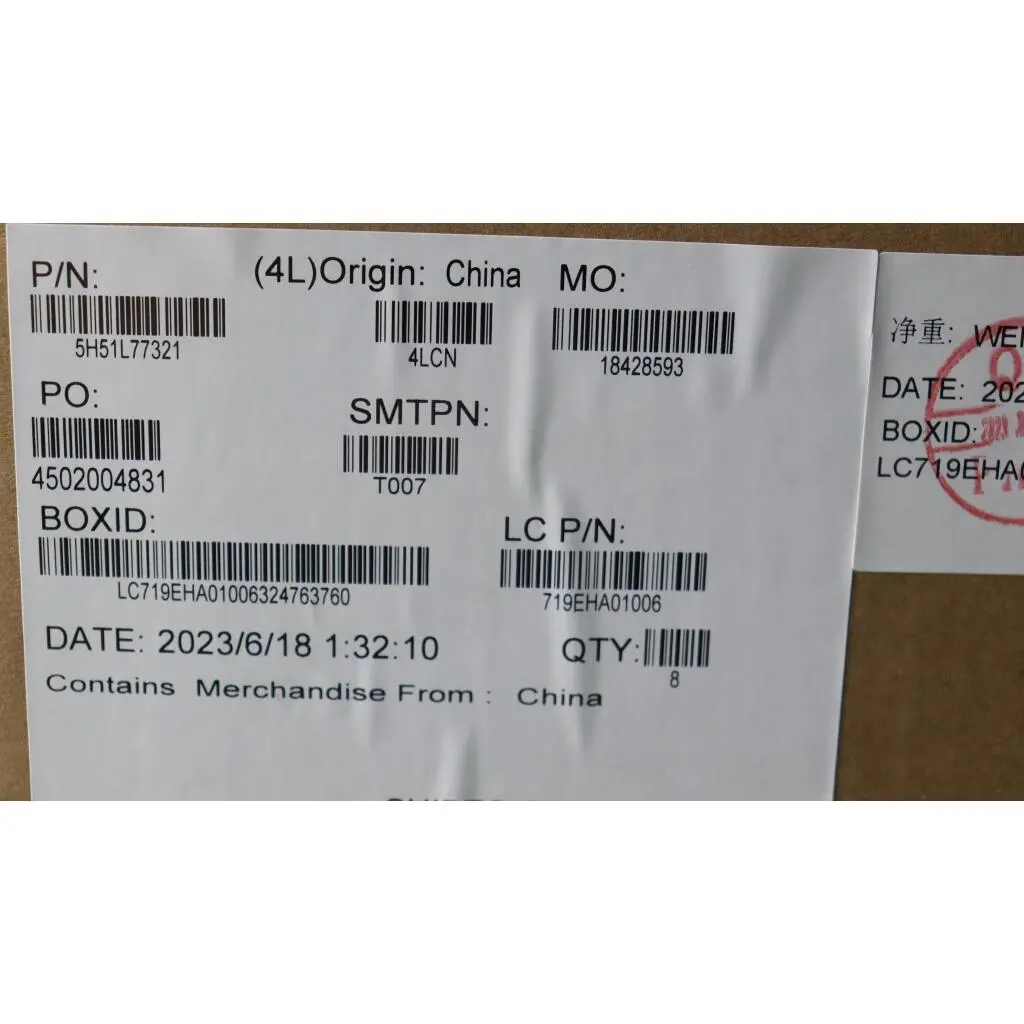 P/N: (4L)Origin: China MO:
5H51L77321 4LCN 18428593
PO: SMTPN:
4502004831 T007
BOXID: LC P/N:
LC719EHA01006324763760 719EHA01006
DATE: 2023/6/18 1:32:10 QTY:
8
Contains Merchandise From : China
净重:
DATE:
BOXID: